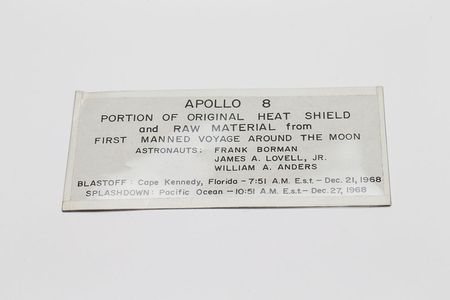 APOLLO 8
PORTION OF ORIGINAL HEAT SHIELD
and RAW MATERIAL from
FIRST MANNED VOYAGE AROUND THE MOON
ASTRONAUTS: FRANK BORMAN
JAMES A. LOVELL, JR.
WILLIAM A. ANDERS
BLASTOFF: Cape Kennedy, Florida - 7:51 A.M. E.s.t. - Dec. 21, 1968
SPLASHDOWN: Pacific Ocean - 10:51 A.M. E.s.t. - Dec. 27, 1968